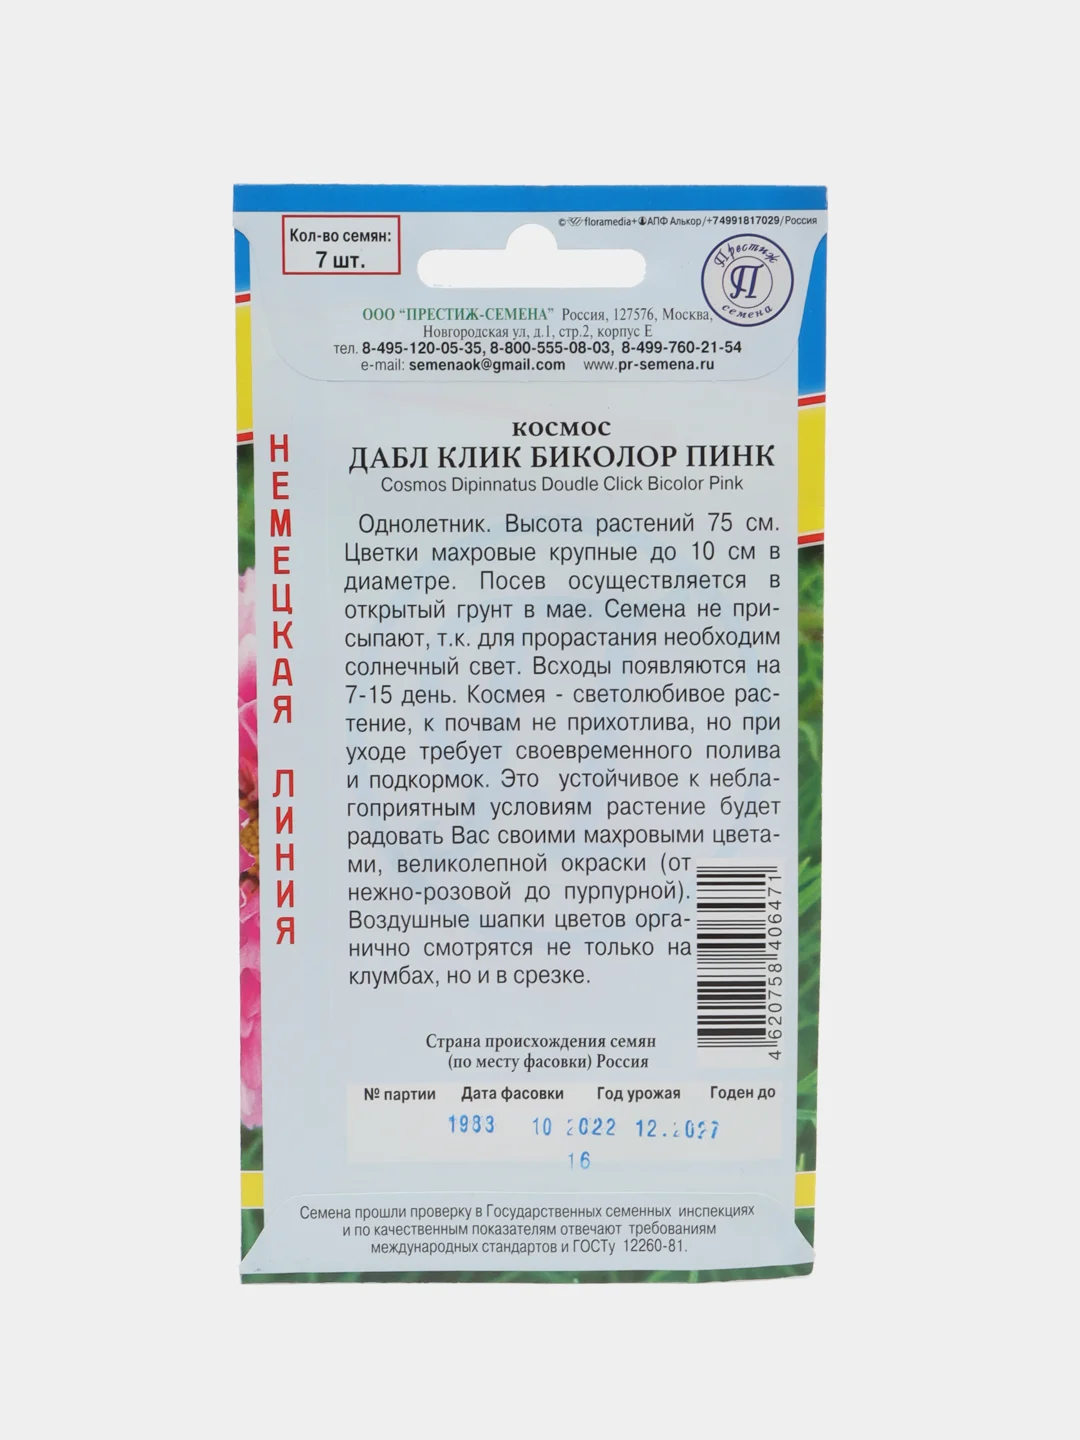 Кол-во семян:
7 шт.
© floramedia+ АПФ Алькор/+74991817029/Россия
Престиж
П
семена
ООО "ПРЕСТИЖ-СЕМЕНА" Россия, 127576, Москва,
Новгородская ул, д.1, стр.2, корпус Е
тел. 8-495-120-05-35, 8-800-555-08-03, 8-499-760-21-54
e-mail: semenaok@gmail.com www.pr-semena.ru
НЕМЕЦКАЯ ЛИНИЯ
КОСМОС
ДАБЛ КЛИК БИКОЛОР ПИНК
Cosmos Dipinnatus Doudle Click Bicolor Pink
Однолетник. Высота растений 75 см.
Цветки махровые крупные до 10 см в
диаметре. Посев осуществляется в
открытый грунт в мае. Семена не при-
сыпают, т.к. для прорастания необходим
солнечный свет. Всходы появляются на
7-15 день. Космея - светолюбивое рас-
тение, к почвам не прихотлива, но при
уходе требует своевременного полива
и подкормок. Это устойчивое к небла-
гоприятным условиям растение будет
радовать Вас своими махровыми цвета-
ми, великолепной окраски (от
нежно-розовой до пурпурной).
Воздушные шапки цветов орга-
нично смотрятся не только на
клумбах, но и в срезке.
4 620758 406471
Страна происхождения семян
(по месту фасовки) Россия
№ партии Дата фасовки Год урожая Годен до
1983 10 2022 12.2027
16
Семена прошли проверку в Государственных семенных инспекциях
и по качественным показателям отвечают требованиям
международных стандартов и ГОСТу 12260-81.